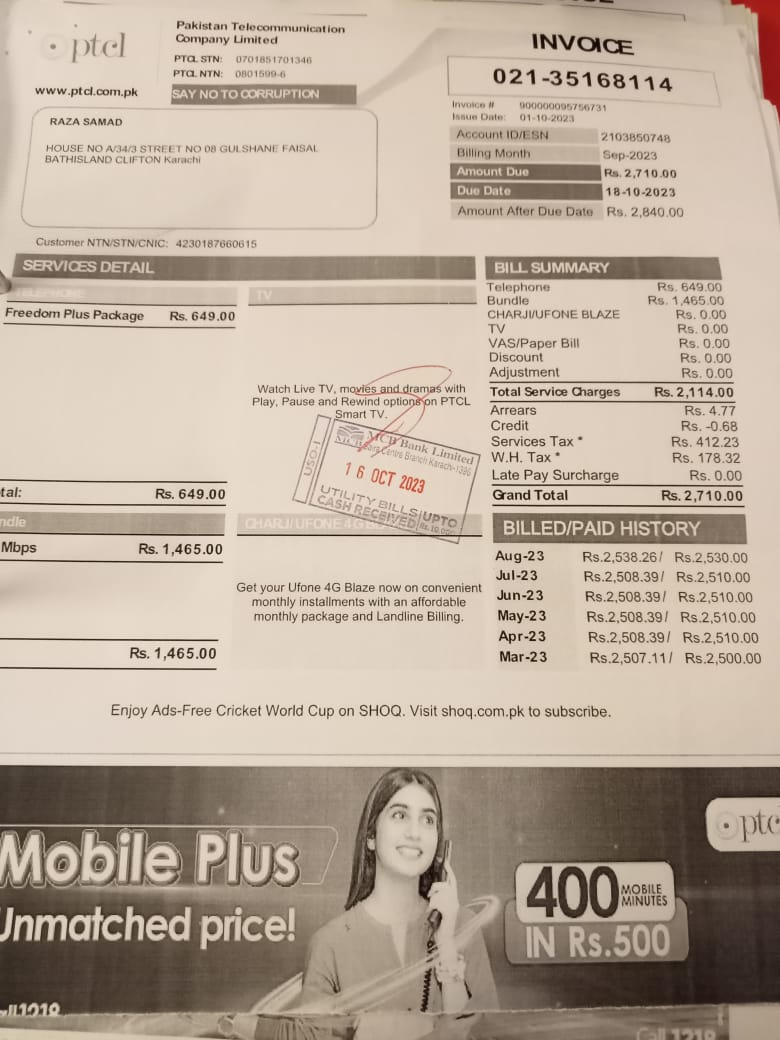 ptcl
www.ptcl.com.pk
Pakistan Telecommunication
Company Limited
PTCL STN: 0701851701346
PTCL NTN: 0801599-6
SAY NO TO CORRUPTION
INVOICE
021-35168114
Invoice # 900000095756731
Issue Date: 01-10-2023
Account ID/ESN 2103850748
Billing Month Sep-2023
Amount Due Rs. 2,710.00
Due Date 18-10-2023
Amount After Due Date Rs. 2,840.00
RAZA SAMAD
HOUSE NO A/34/3 STREET NO 08 GULSHANE FAISAL
BATHISLAND CLIFTON Karachi
Customer NTN/STN/CNIC: 4230187660615
SERVICES DETAIL
TELEPHONE
Freedom Plus Package Rs. 649.00
tal: Rs. 649.00
ndle
Mbps Rs. 1,465.00
Rs. 1,465.00
TV
Watch Live TV, movies and dramas with
Play, Pause and Rewind options on PTCL
Smart TV.
MCB Bank Limited
Centre Branch Karachi-1386
USO-I
16 OCT 2023
UTILITY BILLS UPTO
CASH RECEIVED
CHARJI/UFONE 4G
Get your Ufone 4G Blaze now on convenient
monthly installments with an affordable
monthly package and Landline Billing.
BILL SUMMARY
Telephone Rs. 649.00
Bundle Rs. 1,465.00
CHARJI/UFONE BLAZE Rs. 0.00
TV Rs. 0.00
VAS/Paper Bill Rs. 0.00
Discount Rs. 0.00
Adjustment Rs. 0.00
Total Service Charges Rs. 2,114.00
Arrears Rs. 4.77
Credit Rs. -0.68
Services Tax * Rs. 412.23
W.H. Tax * Rs. 178.32
Late Pay Surcharge Rs. 0.00
Grand Total Rs. 2,710.00
BILLED/PAID HISTORY
Aug-23 Rs.2,538.26/ Rs.2,530.00
Jul-23 Rs.2,508.39/ Rs.2,510.00
Jun-23 Rs.2,508.39/ Rs.2,510.00
May-23 Rs.2,508.39/ Rs.2,510.00
Apr-23 Rs.2,508.39/ Rs.2,510.00
Mar-23 Rs.2,507.11/ Rs.2,500.00
Enjoy Ads-Free Cricket World Cup on SHOQ. Visit shoq.com.pk to subscribe.
ptcl
Mobile Plus
Unmatched price!
400 MOBILE
MINUTES
IN Rs.500
1218
Call 1218